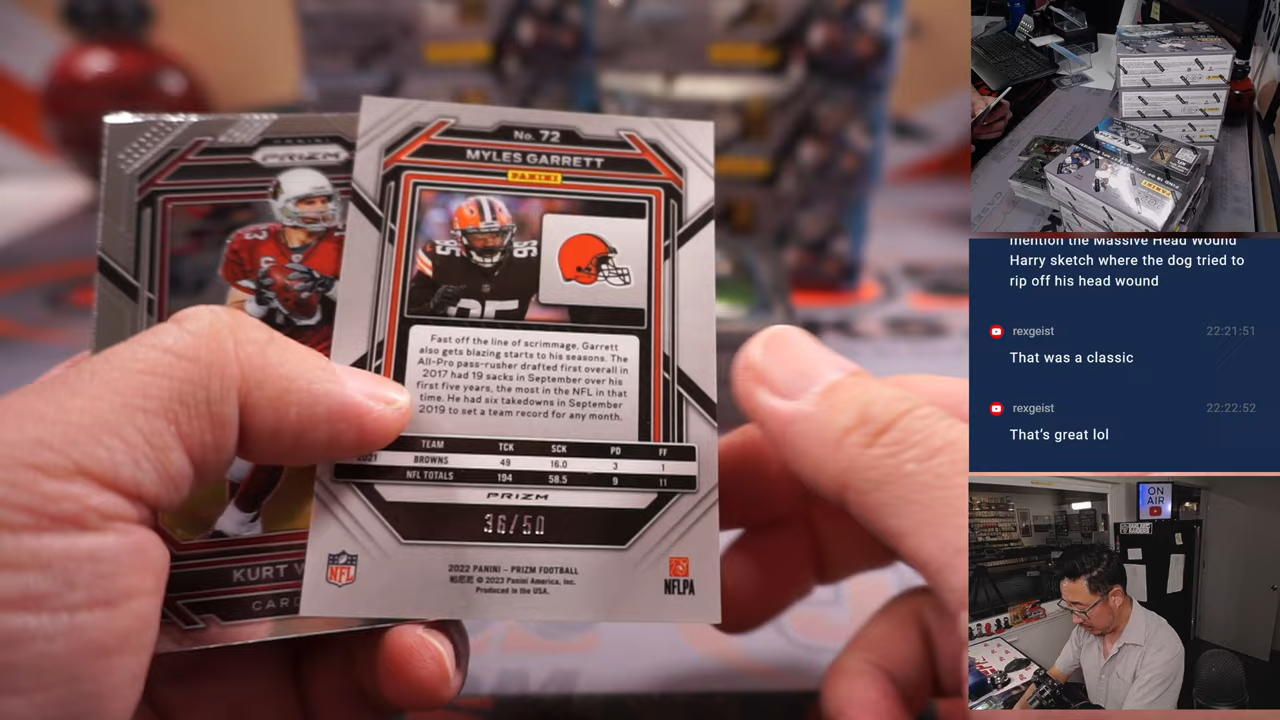 No. 72
MYLES GARRETT
PANINI
Fast off the line of scrimmage, Garrett
also gets blazing starts to his seasons. The
All-Pro pass-rusher drafted first overall in
2017 had 19 sacks in September over his
first five years, the most in the NFL in that
time. He had six takedowns in September
2019 to set a team record for any month.
TEAM TCK SCK PD FF
2021 BROWNS 49 16.0 3 1
NFL TOTALS 194 58.5 9 11
PRIZM
36/50
NFL
2022 PANINI – PRIZM FOOTBALL
© 2023 Panini America, Inc.
Produced in the USA.
NFLPA
PRIZM
KURT W
CARD
mention the Massive Head Wound
Harry sketch where the dog tried to
rip off his head wound
rexgeist 22:21:51
That was a classic
rexgeist 22:22:52
That's great lol
ON
AIR
PANINI